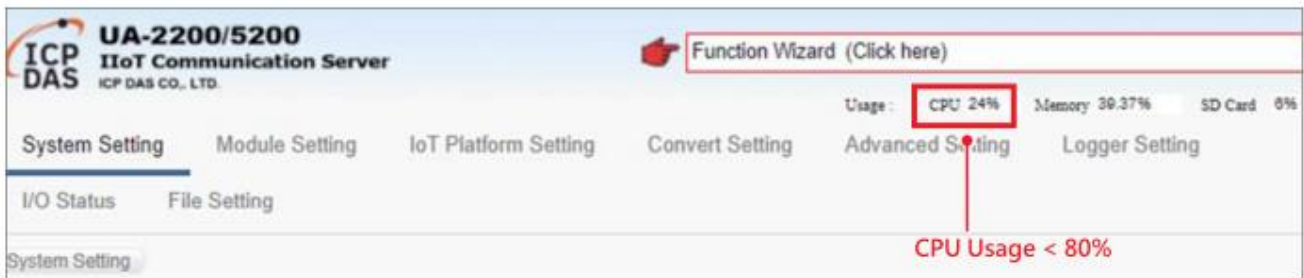 ICP
DAS
UA-2200/5200
IIoT Communication Server
ICP DAS CO., LTD.
Function Wizard (Click here)
Usage : CPU 24% Memory 39.37% SD Card 6%
System Setting Module Setting IoT Platform Setting Convert Setting Advanced Setting Logger Setting
I/O Status File Setting
System Setting
CPU Usage < 80%